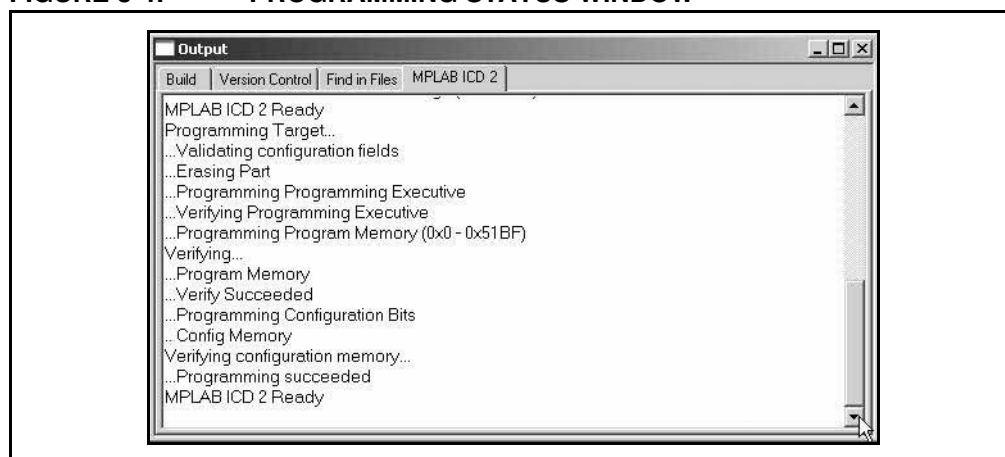 PROGRAMMING STATUS WINDOW
Output
Build Version Control Find in Files MPLAB ICD 2
MPLAB ICD 2 Ready
Programming Target...
...Validating configuration fields
...Erasing Part
...Programming Programming Executive
...Verifying Programming Executive
...Programming Program Memory (0x0 - 0x51BF)
Verifying...
...Program Memory
...Verify Succeeded
...Programming Configuration Bits
.. Config Memory
Verifying configuration memory...
...Programming succeeded
MPLAB ICD 2 Ready